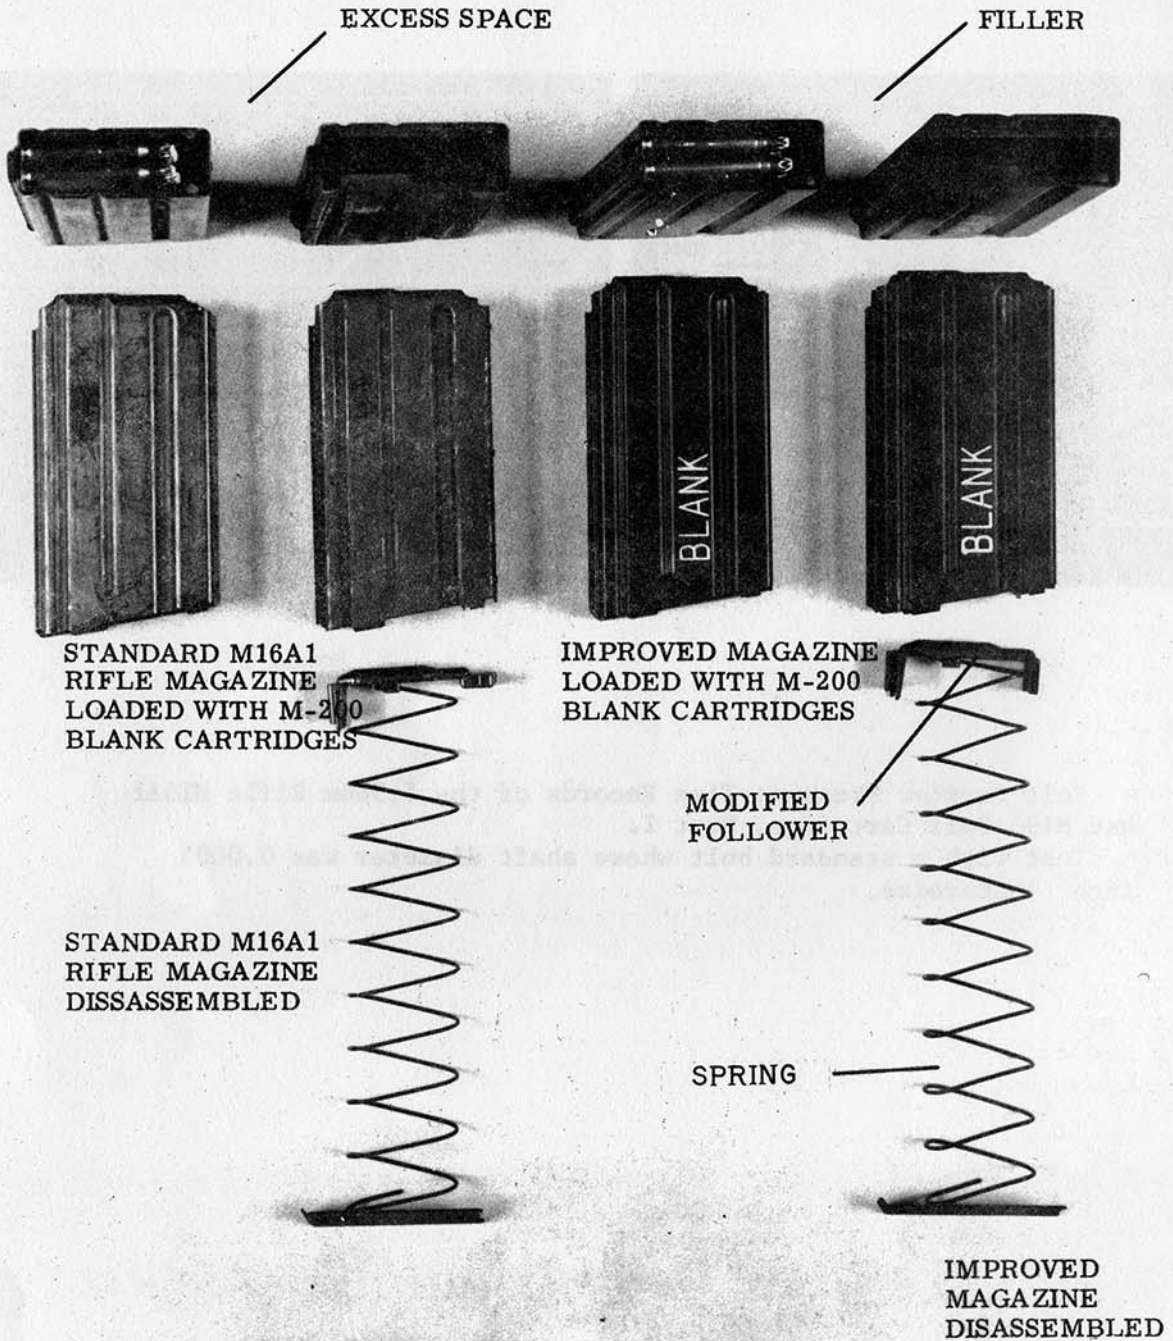 EXCESS SPACE
FILLER
BLANK
BLANK
STANDARD M16A1
RIFLE MAGAZINE
LOADED WITH M-200
BLANK CARTRIDGES
IMPROVED MAGAZINE
LOADED WITH M-200
BLANK CARTRIDGES
MODIFIED
FOLLOWER
STANDARD M16A1
RIFLE MAGAZINE
DISSASSEMBLED
SPRING
IMPROVED
MAGAZINE
DISASSEMBLED